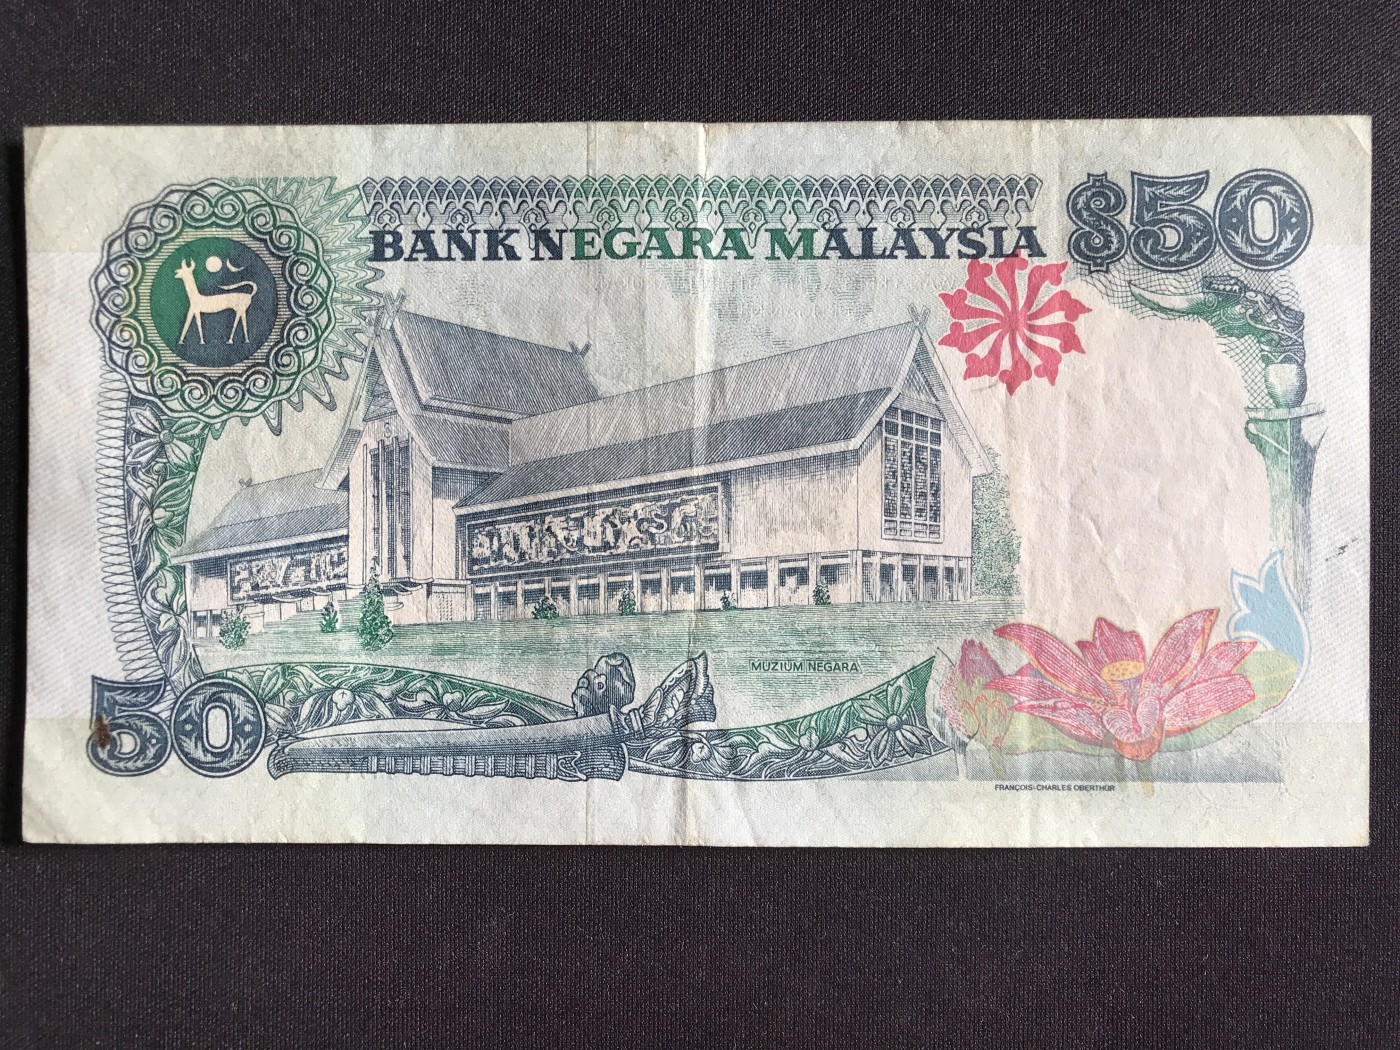 BANK NEGARA MALAYSIA
$50
MUZIUM NEGARA
50
FRANÇOIS-CHARLES OBERTHUR